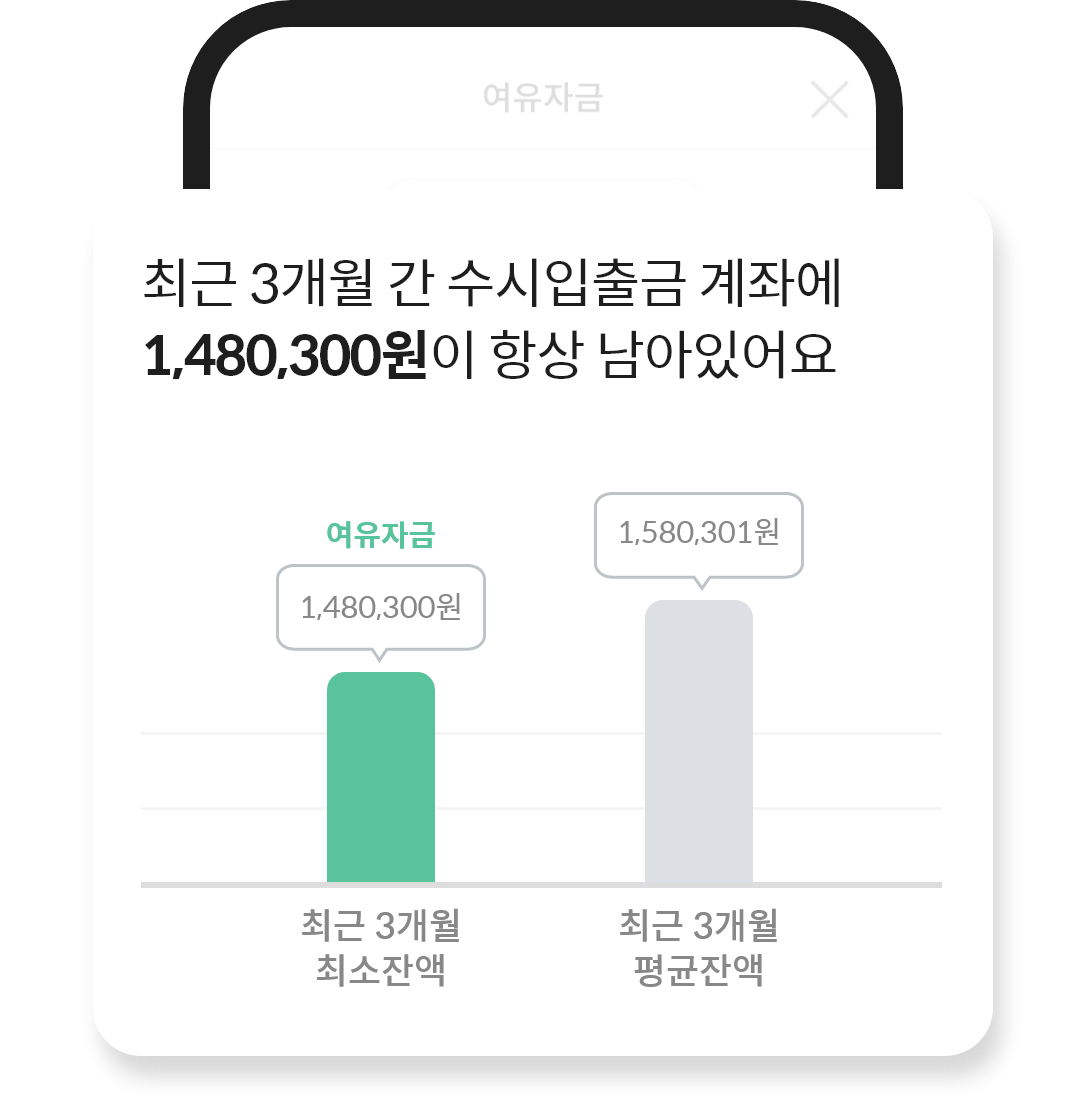 여유자금
최근 3개월 간 수시입출금 계좌에
1,480,300원이 항상 남아있어요
여유자금
1,480,300원
1,580,301원
최근 3개월
최소잔액
최근 3개월
평균잔액